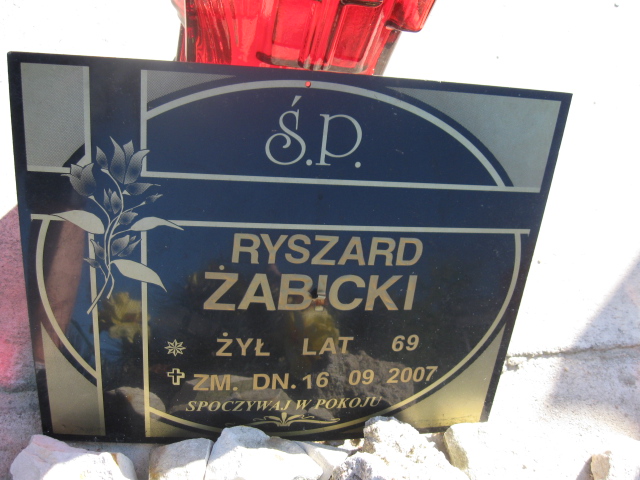 Ś.P.
RYSZARD
ŻABICKI
ŻYŁ LAT 69
ZM. DN. 16 09 2007
SPOCZYWAJ W POKOJU